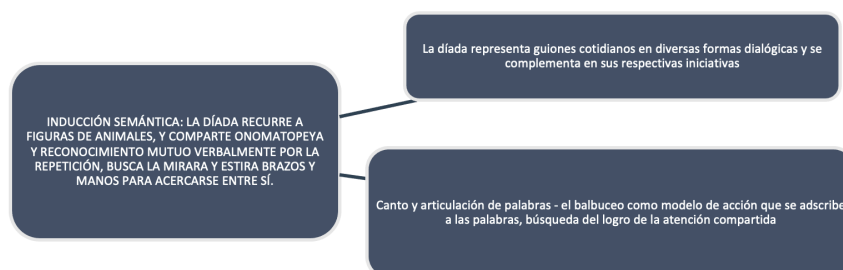 La díada representa guiones cotidianos en diversas formas dialógicas y se
complementa en sus respectivas iniciativas
INDUCCIÓN SEMÁNTICA: LA DÍADA RECURRE A
FIGURAS DE ANIMALES, Y COMPARTE ONOMATOPEYA
Y RECONOCIMIENTO MUTUO VERBALMENTE POR LA
REPETICIÓN, BUSCA LA MIRARA Y ESTIRA BRAZOS Y
MANOS PARA ACERCARSE ENTRE SÍ.
Canto y articulación de palabras - el balbuceo como modelo de acción que se adscribe
a las palabras, búsqueda del logro de la atención compartida